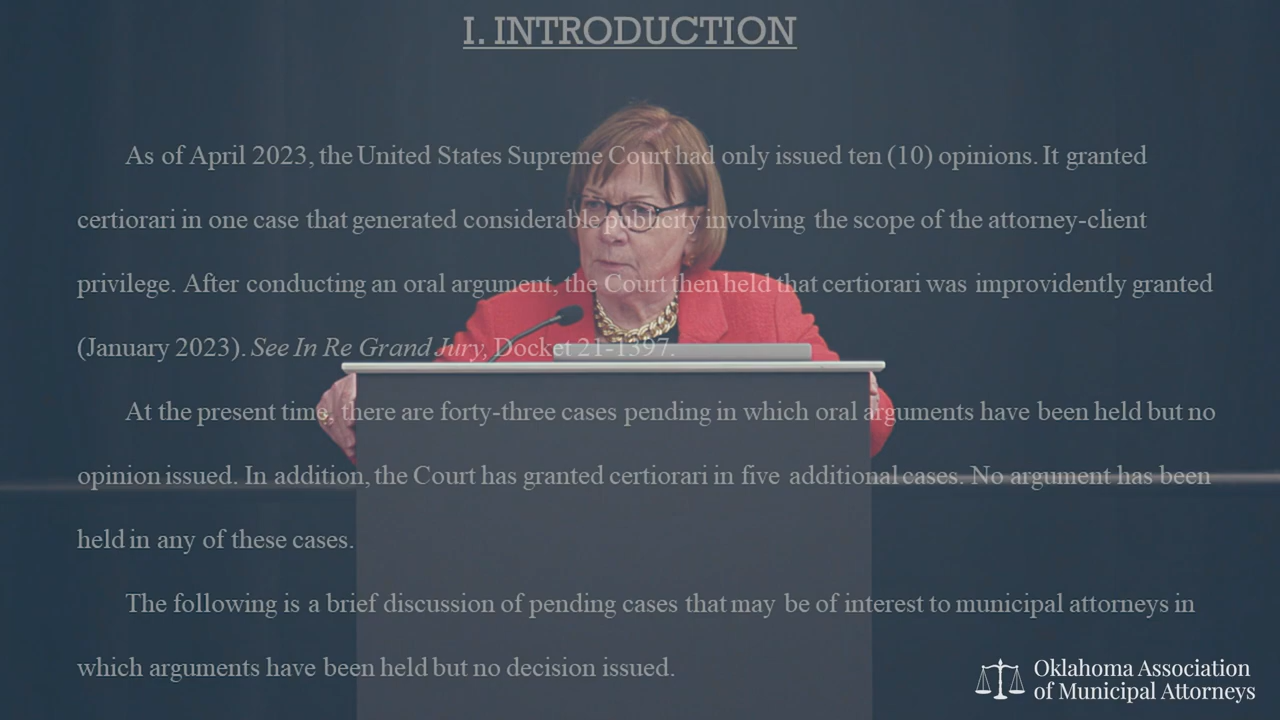 I. INTRODUCTION
As of April 2023, the United States Supreme Court had only issued ten (10) opinions. It granted
certiorari in one case that generated considerable publicity involving the scope of the attorney-client
privilege. After conducting an oral argument, the Court then held that certiorari was improvidently granted
(January 2023). See In Re Grand Jury, Docket 21-1397.
At the present time, there are forty-three cases pending in which oral arguments have been held but no
opinion issued. In addition, the Court has granted certiorari in five additional cases. No argument has been
held in any of these cases.
The following is a brief discussion of pending cases that may be of interest to municipal attorneys in
which arguments have been held but no decision issued.
Oklahoma Association
of Municipal Attorneys